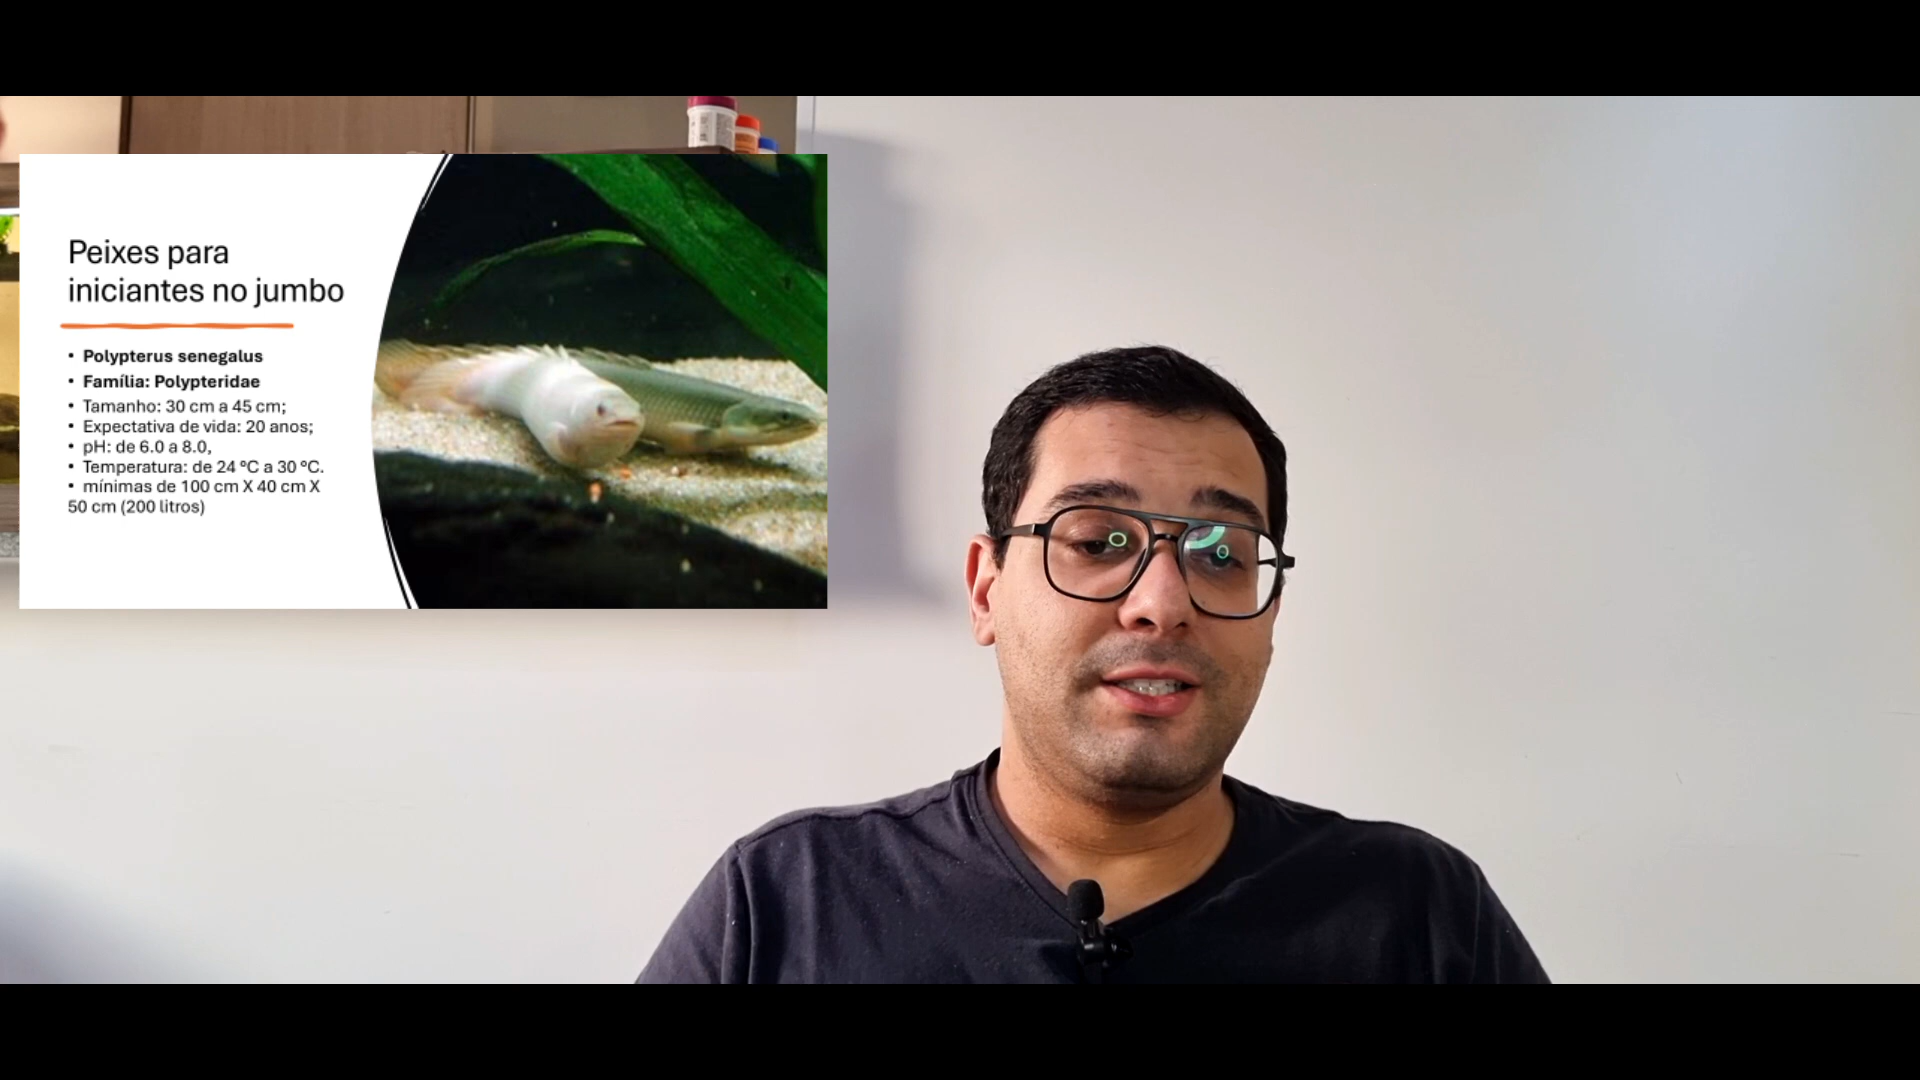 Peixes para
iniciantes no jumbo
• Polypterus senegalus
• Família: Polypteridae
• Tamanho: 30 cm a 45 cm;
• Expectativa de vida: 20 anos;
• pH: de 6.0 a 8.0,
• Temperatura: de 24 ºC a 30 ºC.
• mínimas de 100 cm X 40 cm X
50 cm (200 litros)